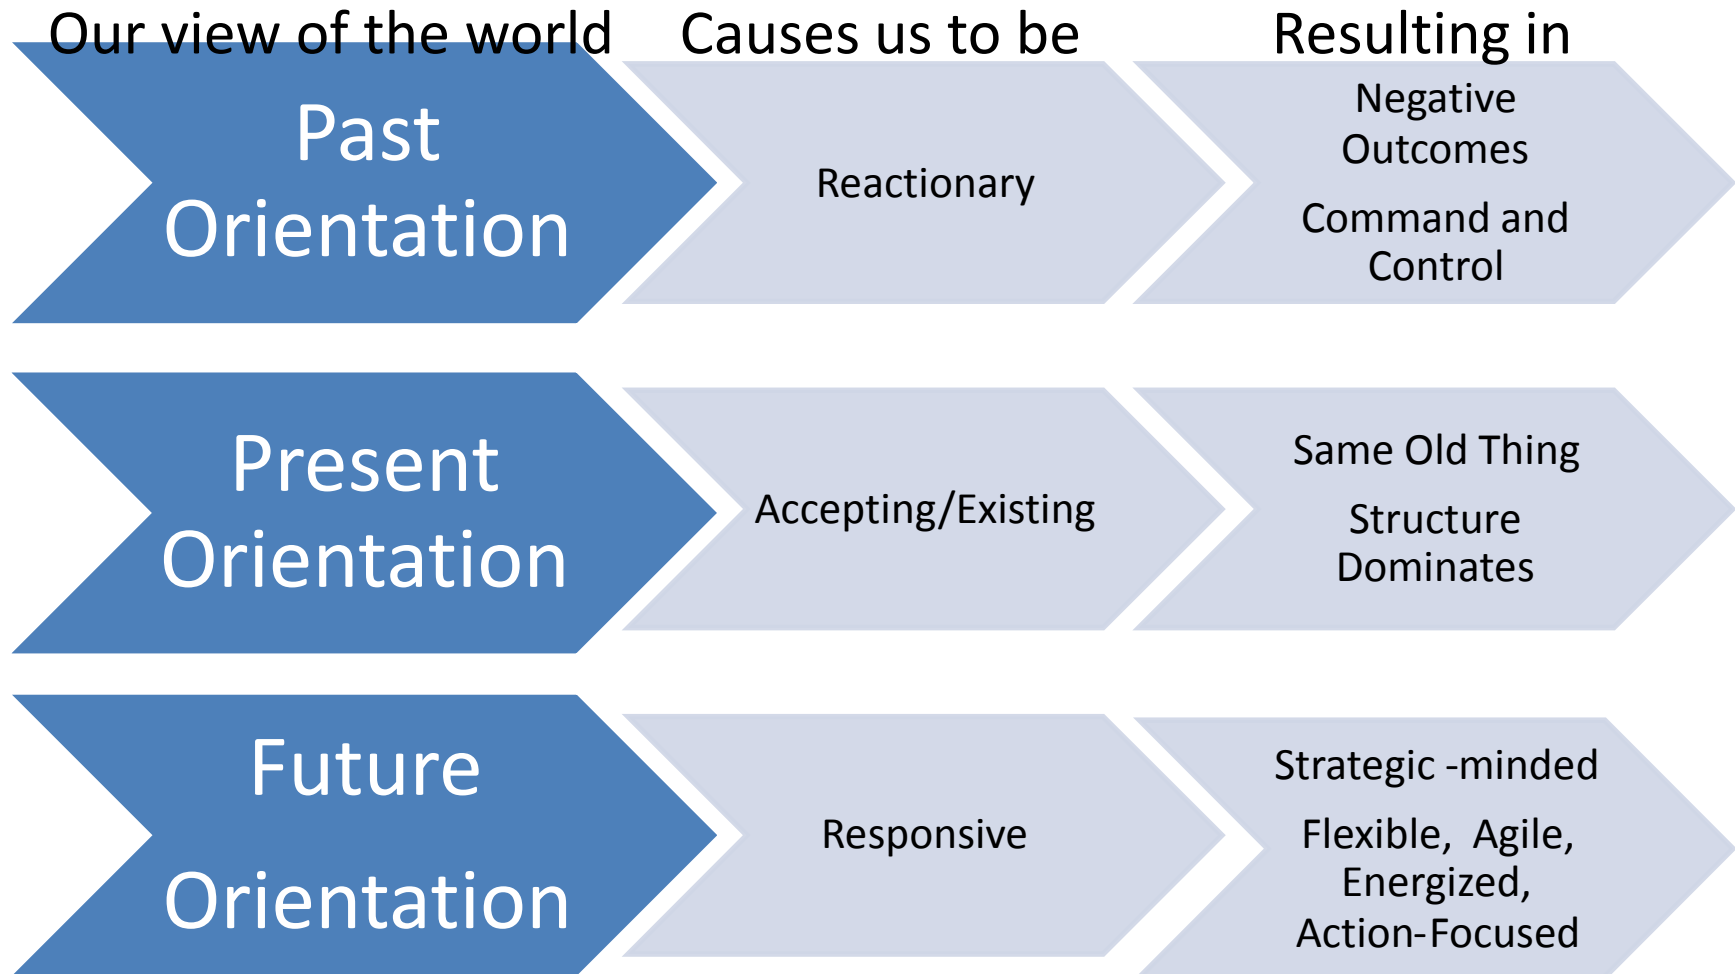 Our view of the world
Causes us to be
Resulting in
Past
Orientation
Reactionary
Negative
Outcomes
Command and
Control
Present
Orientation
Accepting/Existing
Same Old Thing
Structure
Dominates
Future
Orientation
Responsive
Strategic -minded
Flexible, Agile,
Energized,
Action-Focused